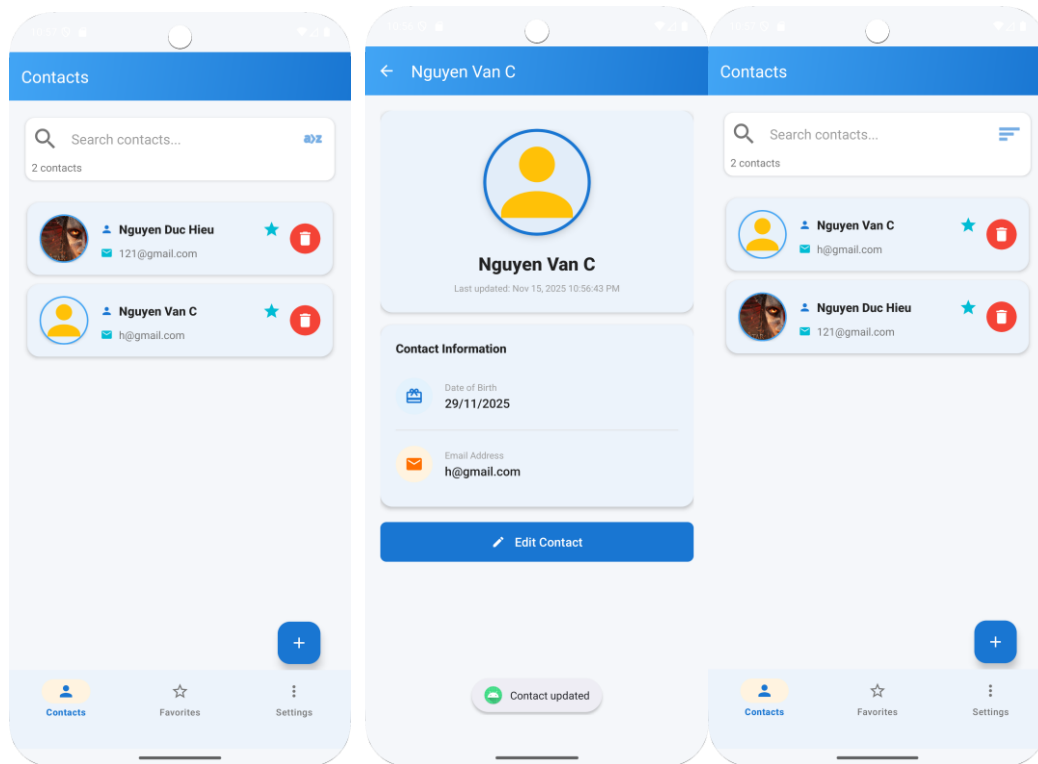 Contacts
Search contacts...
a>z
2 contacts
Nguyen Duc Hieu
121@gmail.com
Nguyen Van C
h@gmail.com
+
Contacts
Favorites
Settings
Nguyen Van C
Nguyen Van C
Last updated: Nov 15, 2025 10:56:43 PM
Contact Information
Date of Birth
29/11/2025
Email Address
h@gmail.com
Edit Contact
Contact updated
Contacts
Search contacts...
2 contacts
Nguyen Van C
h@gmail.com
Nguyen Duc Hieu
121@gmail.com
+
Contacts
Favorites
Settings